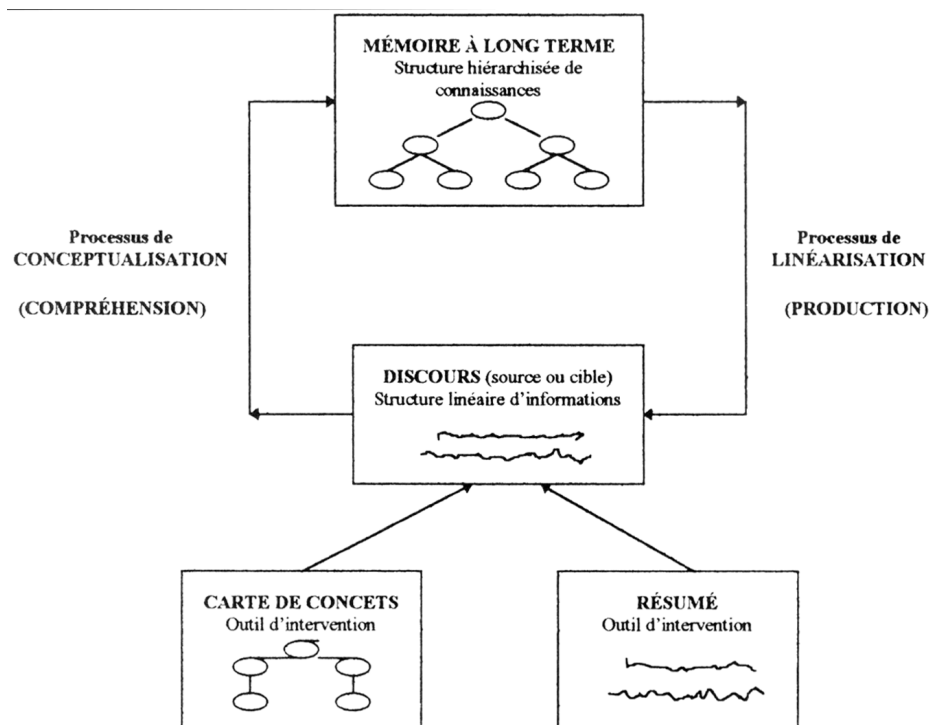 MÉMOIRE À LONG TERME
Structure hiérarchisée de
connaissances
Processus de
CONCEPTUALISATION
(COMPRÉHENSION)
Processus de
LINÉARISATION
(PRODUCTION)
DISCOURS (source ou cible)
Structure linéaire d'informations
CARTE DE CONCETS
Outil d'intervention
RÉSUMÉ
Outil d'intervention